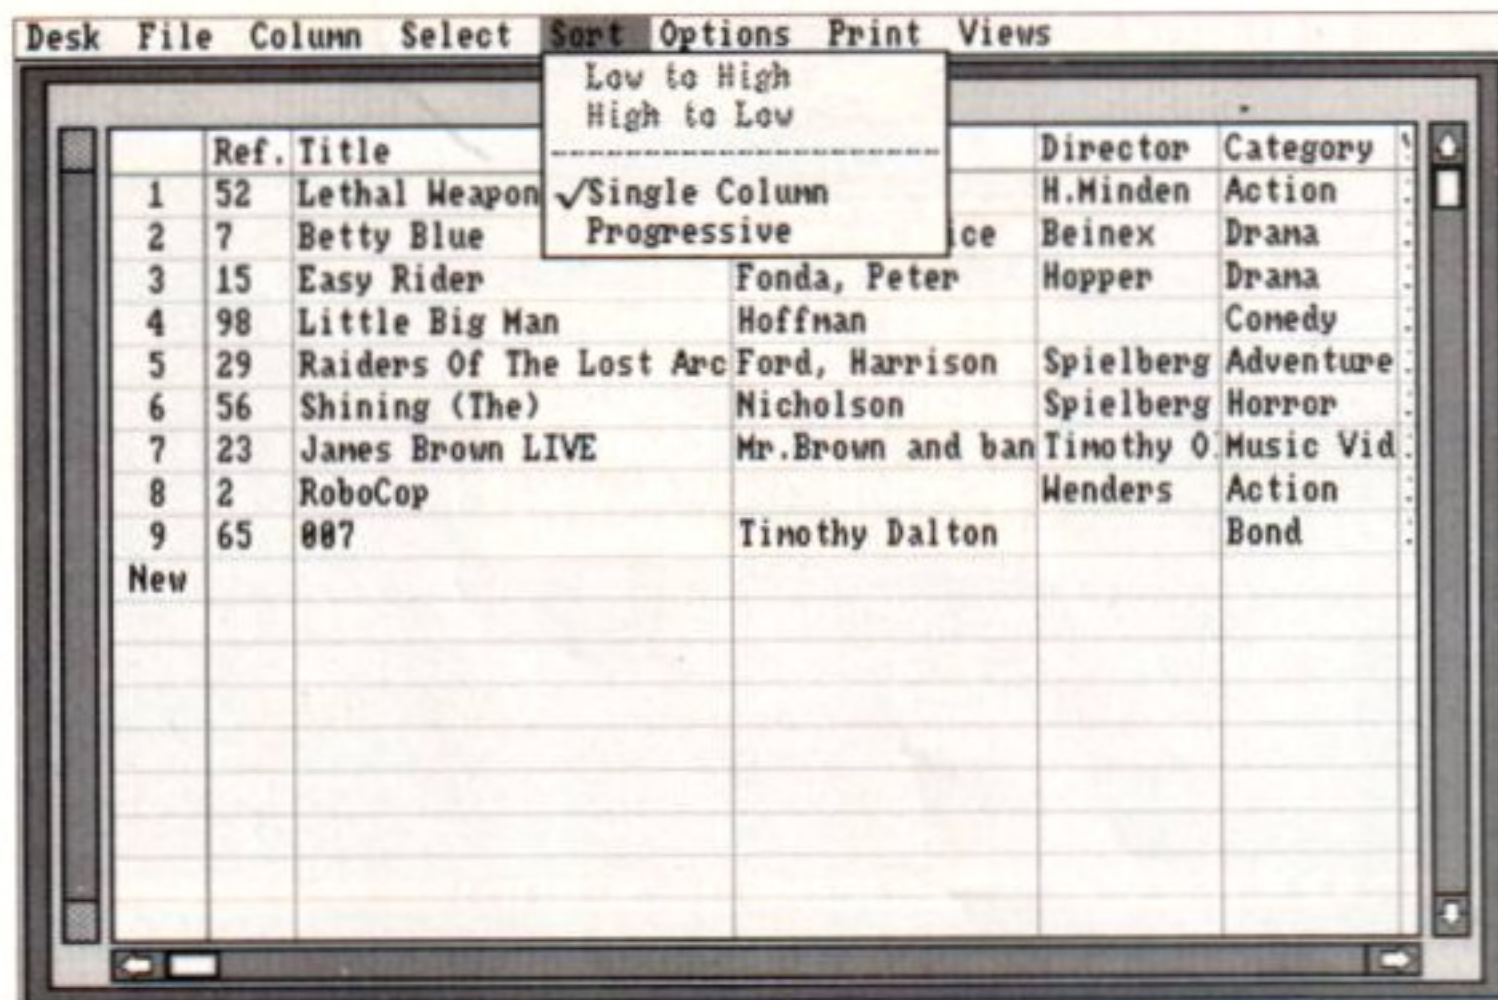 Desk File Column Select Sort Options Print Views
Low to High
High to Low
✓Single Column
Progressive
Ref. Title Director Category
1 52 Lethal Weapon H.Minden Action
2 7 Betty Blue ice Beinex Drama
3 15 Easy Rider Fonda, Peter Hopper Drama
4 98 Little Big Man Hoffman Comedy
5 29 Raiders Of The Lost Arc Ford, Harrison Spielberg Adventure
6 56 Shining (The) Nicholson Spielberg Horror
7 23 James Brown LIVE Mr.Brown and ban Timothy O Music Vid
8 2 RoboCop Wenders Action
9 65 007 Timothy Dalton Bond
New